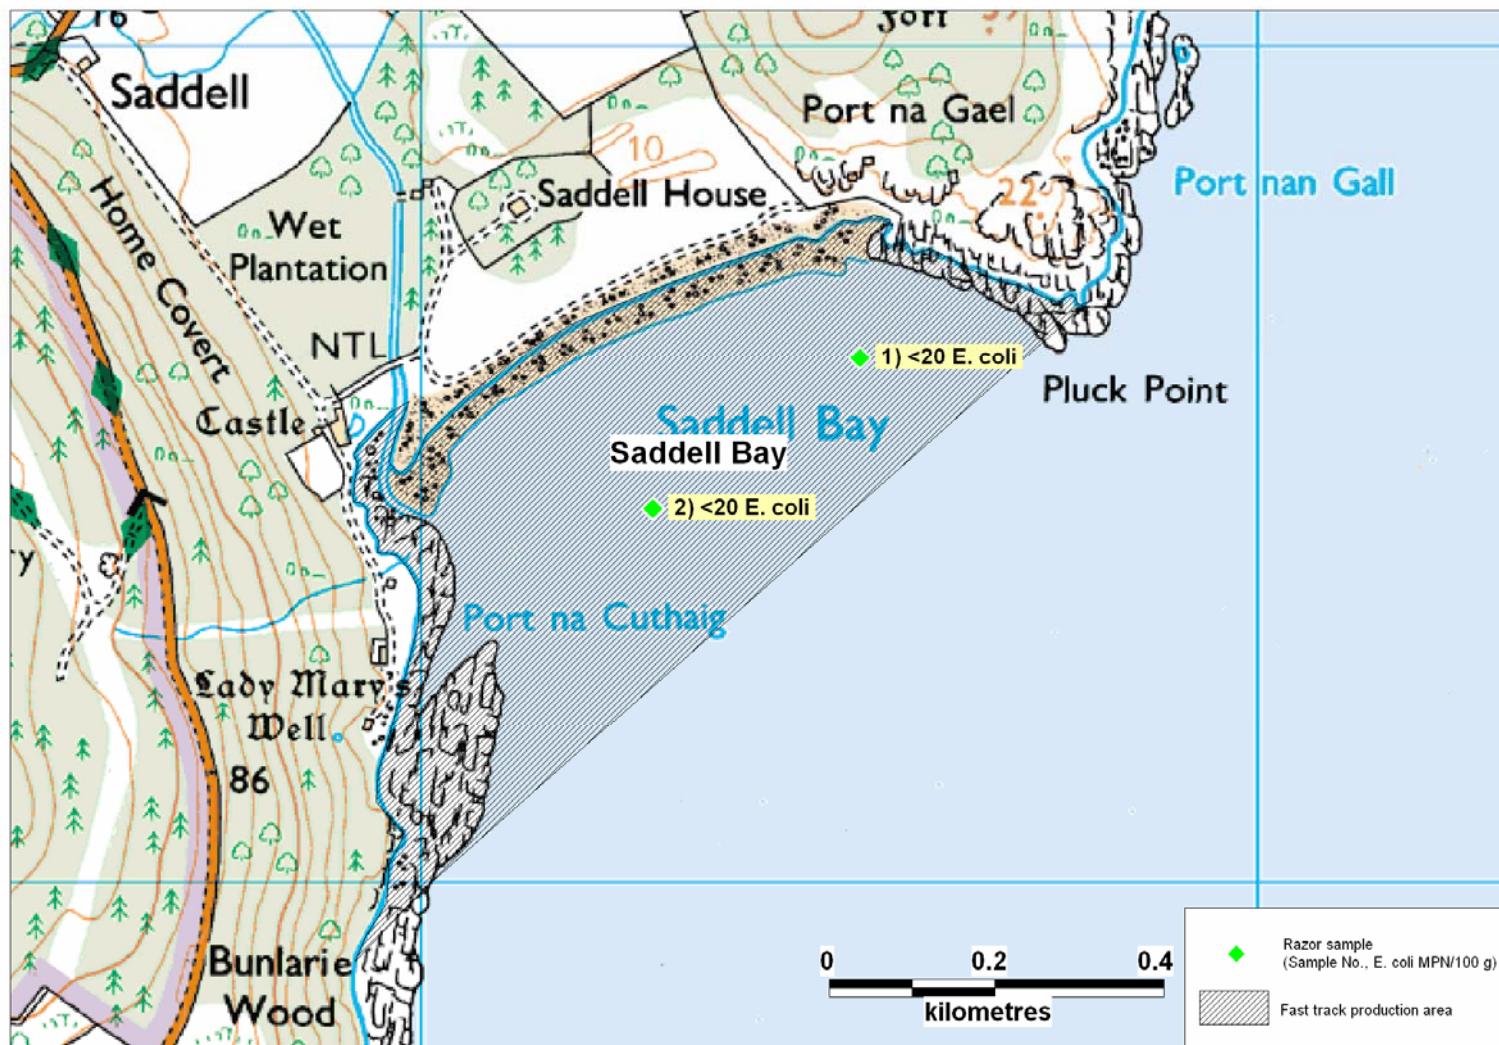 16
Fort
Saddell
Port na Gael
10
Saddell House
22
Port nan Gall
Home Covert
Wet
Plantation
NTL
1) <20 E. coli
Pluck Point
Castle
Saddell Bay
Saddell Bay
2) <20 E. coli
y
Port na Cuthaig
Lady Mary's
Well
86
Bunlarie
Wood
0
0.2
0.4
kilometres
Razor sample
(Sample No., E. coli MPN/100 g)
Fast track production area